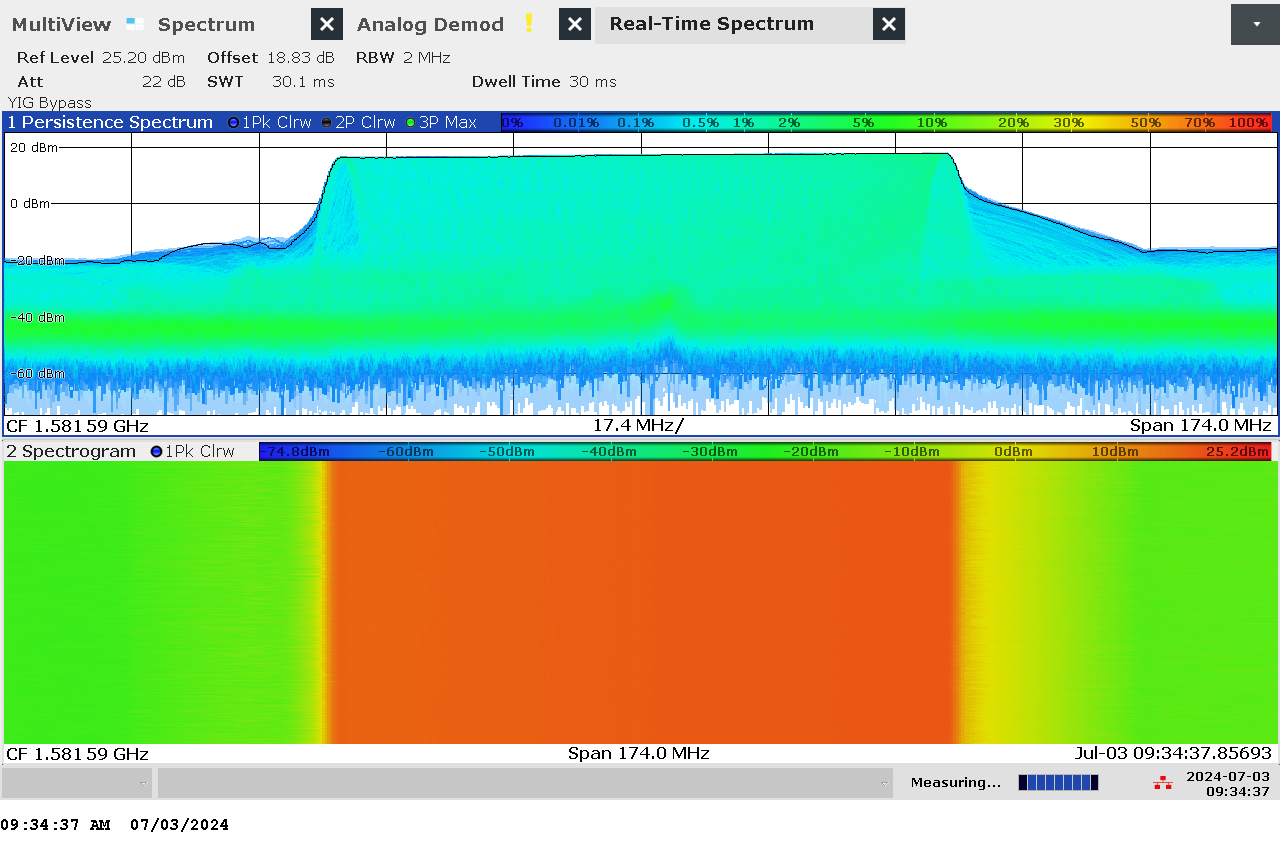 MultiView Spectrum Analog Demod ! Real-Time Spectrum
Ref Level 25.20 dBm Offset 18.83 dB RBW 2 MHz
Att 22 dB SWT 30.1 ms Dwell Time 30 ms
YIG Bypass
1 Persistence Spectrum 1Pk Clrw 2P Clrw 3P Max 0% 0.01% 0.1% 0.5% 1% 2% 5% 10% 20% 30% 50% 70% 100%
20 dBm
0 dBm
-20 dBm
-40 dBm
-60 dBm
CF 1.58159 GHz 17.4 MHz/ Span 174.0 MHz
2 Spectrogram 1Pk Clrw -74.8dBm -60dBm -50dBm -40dBm -30dBm -20dBm -10dBm 0dBm 10dBm 25.2dBm
CF 1.58159 GHz Span 174.0 MHz Jul-03 09:34:37.85693
Measuring... 2024-07-03
09:34:37
09:34:37 AM 07/03/2024